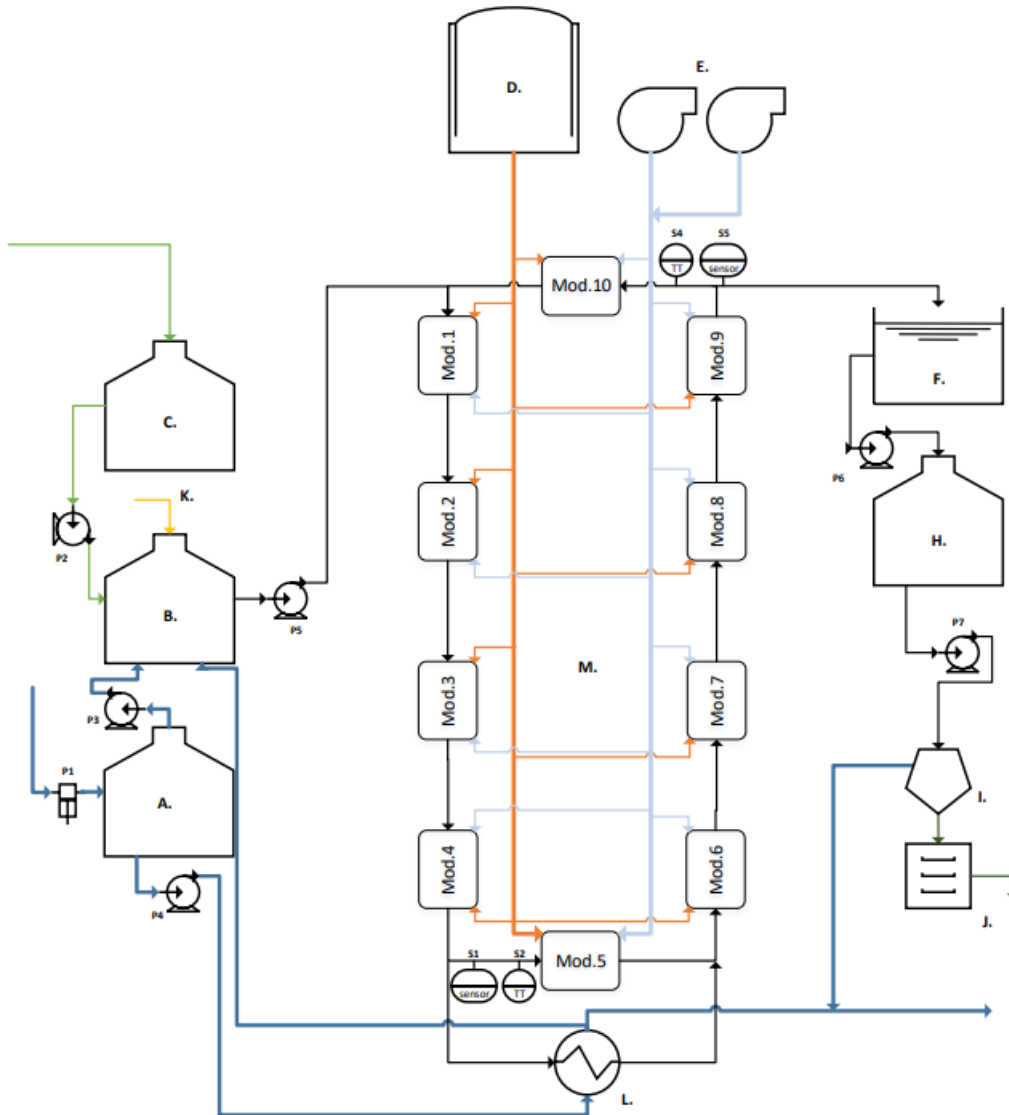 D.
E.
S4
TT
S5
sensor
Mod.10
Mod.1
Mod.9
C.
F.
P6
K.
P2
Mod.2
Mod.8
H.
B.
P5
P7
P3
Mod.3
M.
Mod.7
P1
A.
I.
P4
Mod.4
Mod.6
J.
S1
sensor
S2
TT
Mod.5
L.